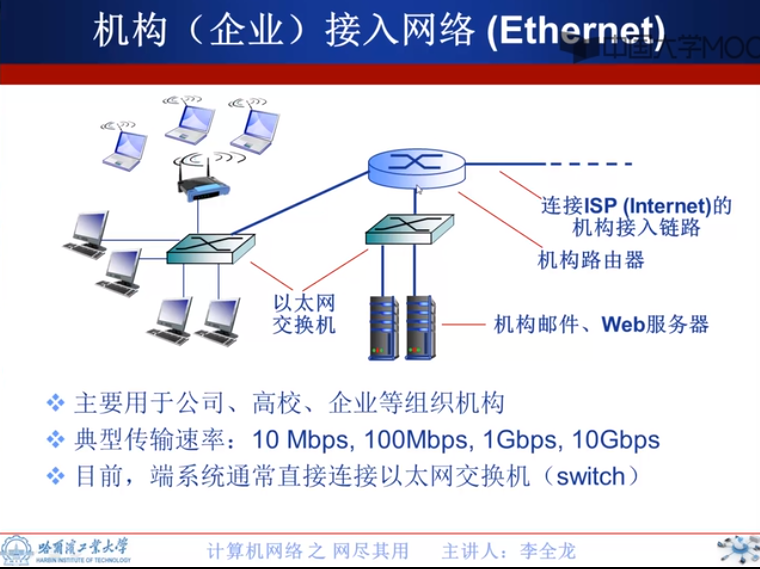 机构（企业）接入网络 (Ethernet)
中国大学MOO
连接ISP (Internet)的
机构接入链路
机构路由器
以太网
交换机
机构邮件、Web服务器
主要用于公司、高校、企业等组织机构
典型传输速率：10 Mbps, 100Mbps, 1Gbps, 10Gbps
目前，端系统通常直接连接以太网交换机（switch）
哈尔滨工业大学
HARBIN INSTITUTE OF TECHNOLOGY
计算机网络 之 网尽其用 主讲人：李全龙